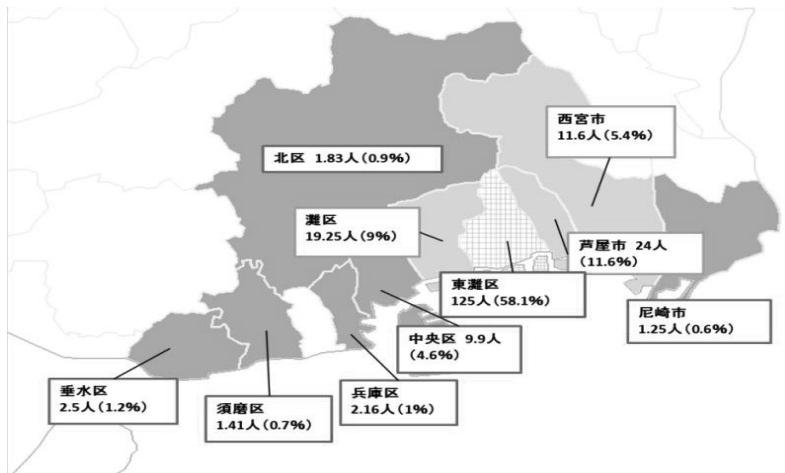 西宮市
11.6人(5.4%)
北区 1.83人(0.9%)
灘区
19.25人(9%)
芦屋市 24人
(11.6%)
東灘区
125人(58.1%)
尼崎市
1.25人(0.6%)
中央区 9.9人
(4.6%)
垂水区
2.5人(1.2%)
須磨区
1.41人(0.7%)
兵庫区
2.16人(1%)